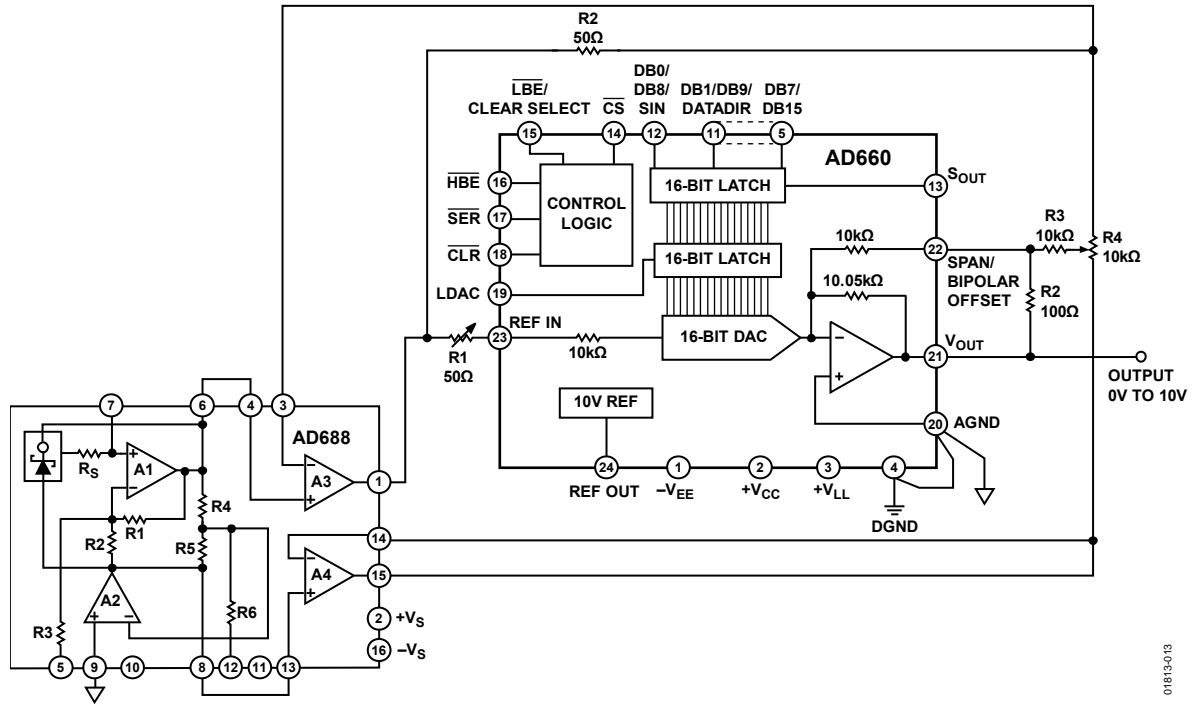 R2
50Ω
LBE/
CLEAR SELECT
CS
DB0/
DB8/
SIN
DB1/DB9/
DATADIR
DB7/
DB15
15
14
12
11
5
AD660
HBE
16
SER
17
CLR
18
LDAC
19
CONTROL
LOGIC
16-BIT LATCH
16-BIT LATCH
16-BIT DAC
13
SOUT
10kΩ
10.05kΩ
22
SPAN/
BIPOLAR
OFFSET
R3
10kΩ
R4
10kΩ
R2
100Ω
23
REF IN
10kΩ
R1
50Ω
−
+
21
VOUT
OUTPUT
0V TO 10V
10V REF
20
AGND
24
REF OUT
1
−VEE
2
+VCC
3
+VLL
4
DGND
7
6
4
3
AD688
RS
+
−
A1
−
+
A3
1
R4
R1
R2
R5
14
−
+
A4
15
A2
+
−
R6
R3
2
+VS
16
−VS
5
9
10
8
12
11
13
01813-013